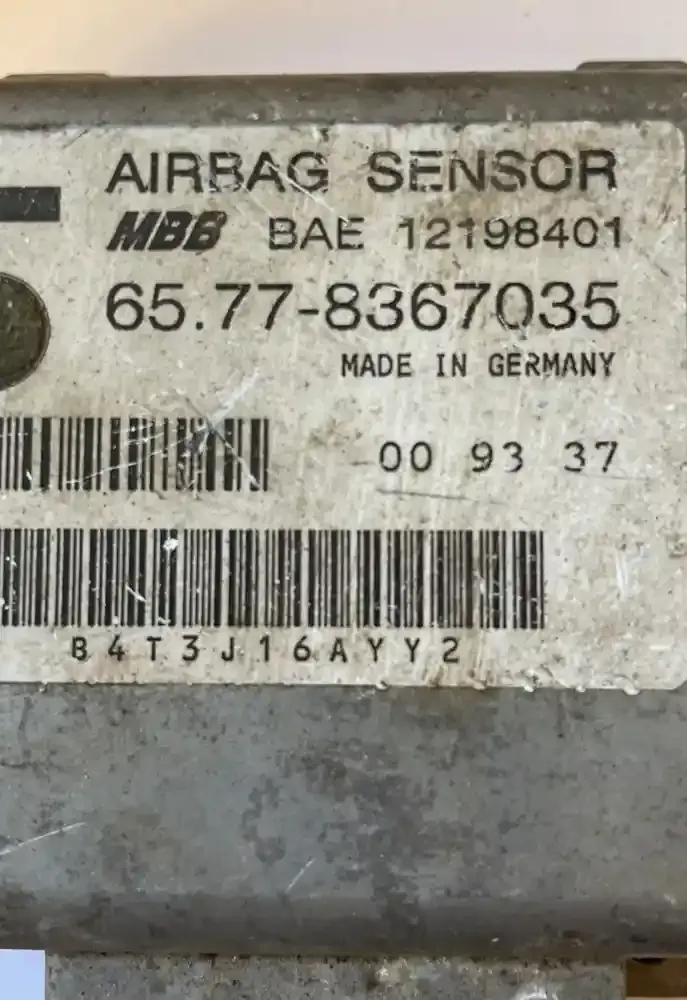 AIRBAG SENSOR
MBB BAE 12198401
65.77-8367035
MADE IN GERMANY
00 93 37
B4T3J16AYY2